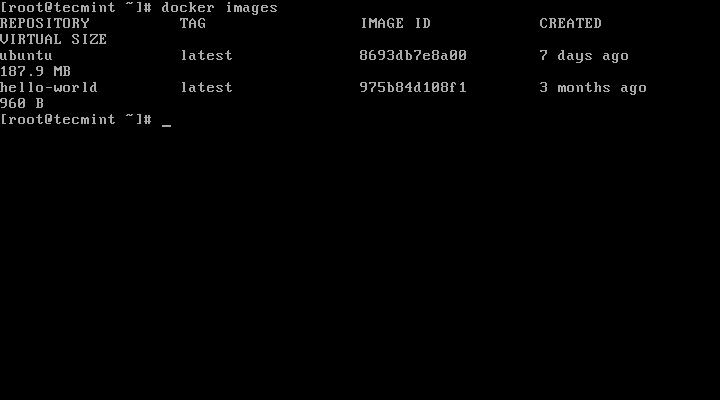 [root@tecmint ~]# docker images
REPOSITORY TAG IMAGE ID CREATED
VIRTUAL SIZE
ubuntu latest 8693db7e8a00 7 days ago
187.9 MB
hello-world latest 975b84d108f1 3 months ago
960 B
[root@tecmint ~]# _